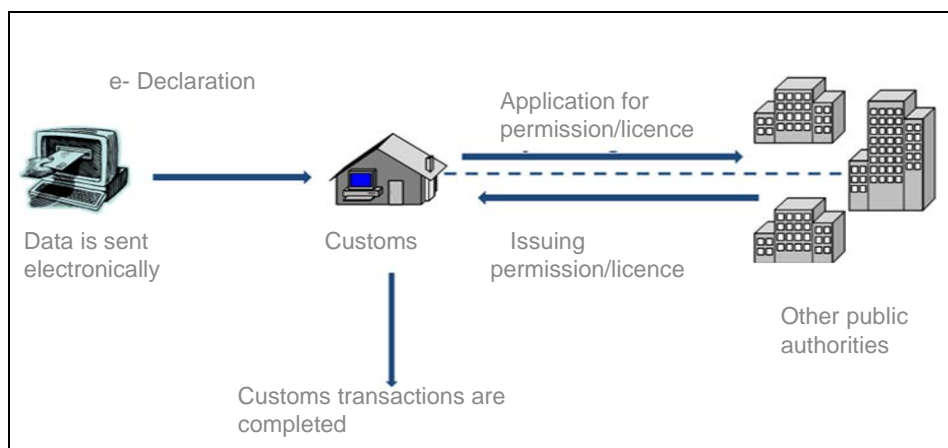 e- Declaration
Application for
permission/licence
Data is sent
electronically
Customs
Issuing
permission/licence
Other public
authorities
Customs transactions are
completed